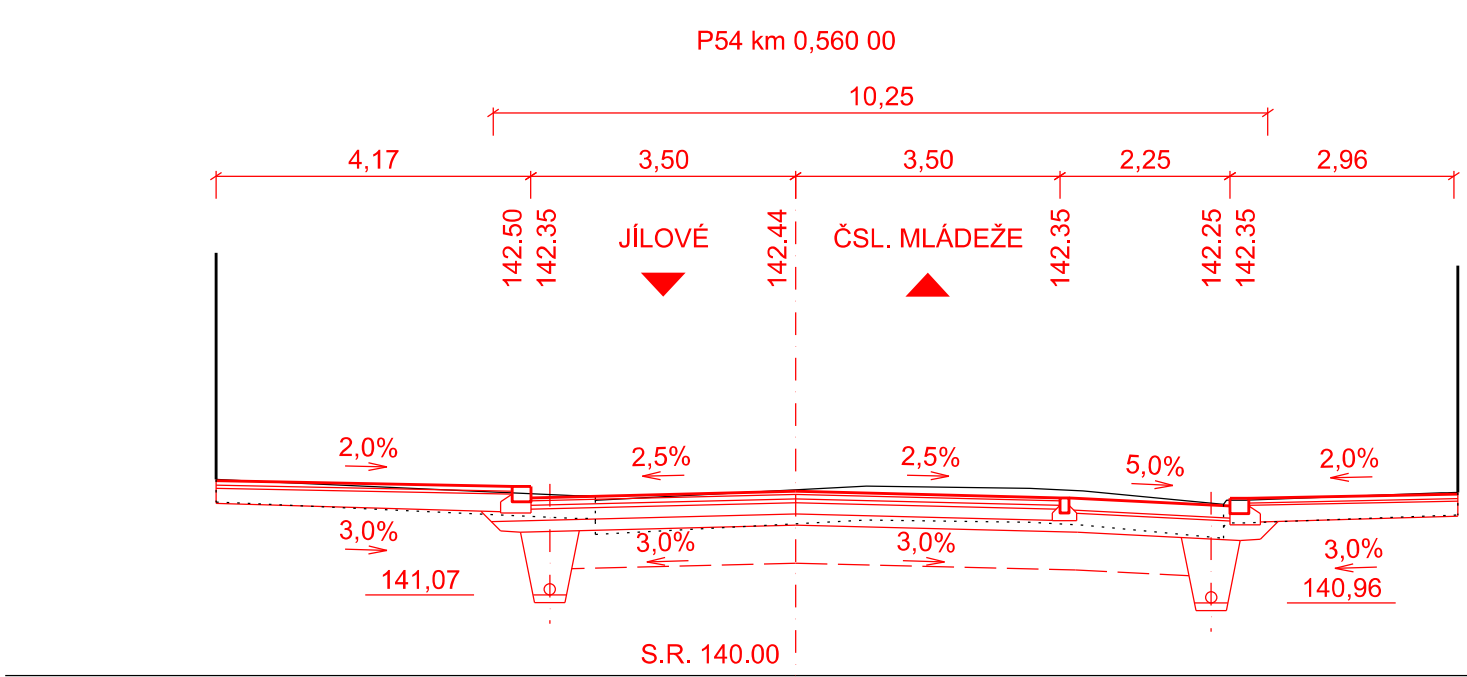 P54 km 0,560 00
10,25
4,17 3,50 3,50 2,25 2,96
142.50 142.35 142.44 142.35 142.25 142.35
JÍLOVÉ ČSL. MLÁDEŽE
2,0% 2,5% 2,5% 5,0% 2,0%
3,0% 3,0% 3,0% 3,0%
141,07 140,96
S.R. 140.00